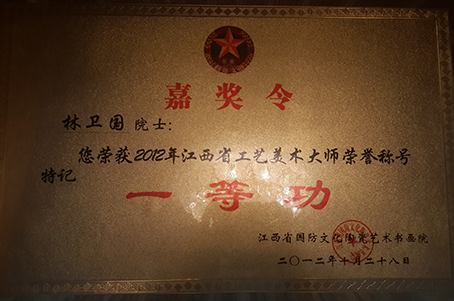 嘉奖令
林卫国 院士：
您荣获2012年江西省工艺美术大师荣誉称号
特记
一等功
江西省国防文化陶瓷艺术书画院
二〇一二年十月二十八日